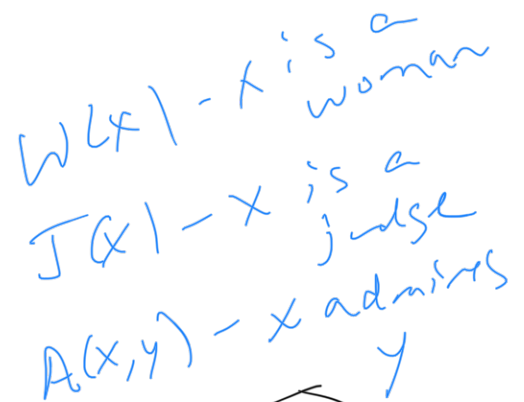 W(x) - x is a
woman
J(x) - x is a
judge
A(x,y) - x admires
y